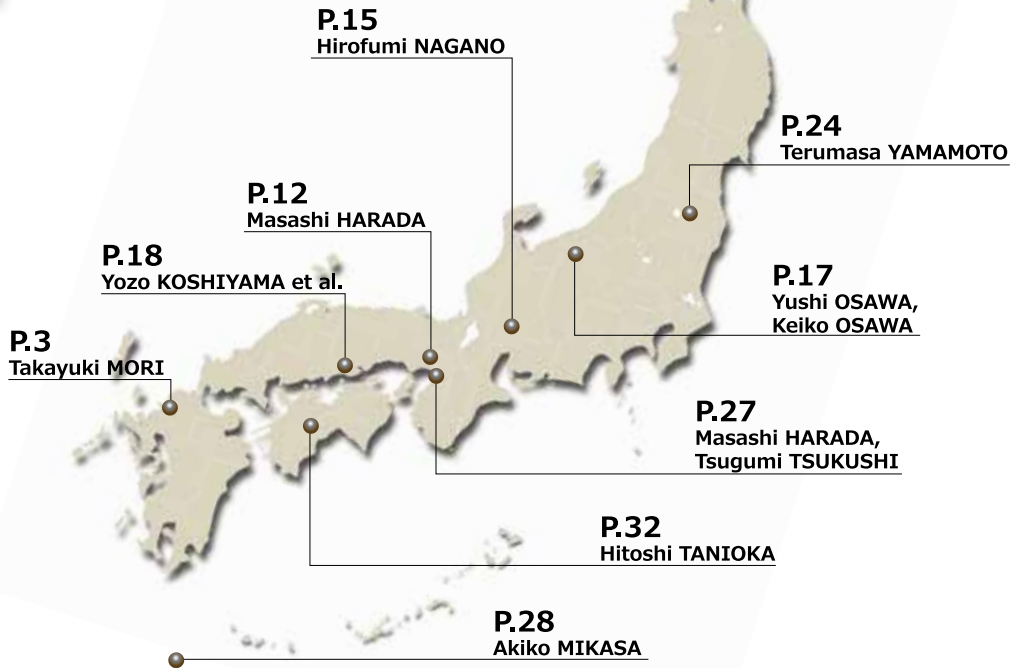 P.15
Hirofumi NAGANO
P.24
Terumasa YAMAMOTO
P.12
Masashi HARADA
P.18
Yozo KOSHIYAMA et al.
P.17
Yushi OSAWA,
Keiko OSAWA
P.3
Takayuki MORI
P.27
Masashi HARADA,
Tsugumi TSUKUSHI
P.32
Hitoshi TANIOKA
P.28
Akiko MIKASA